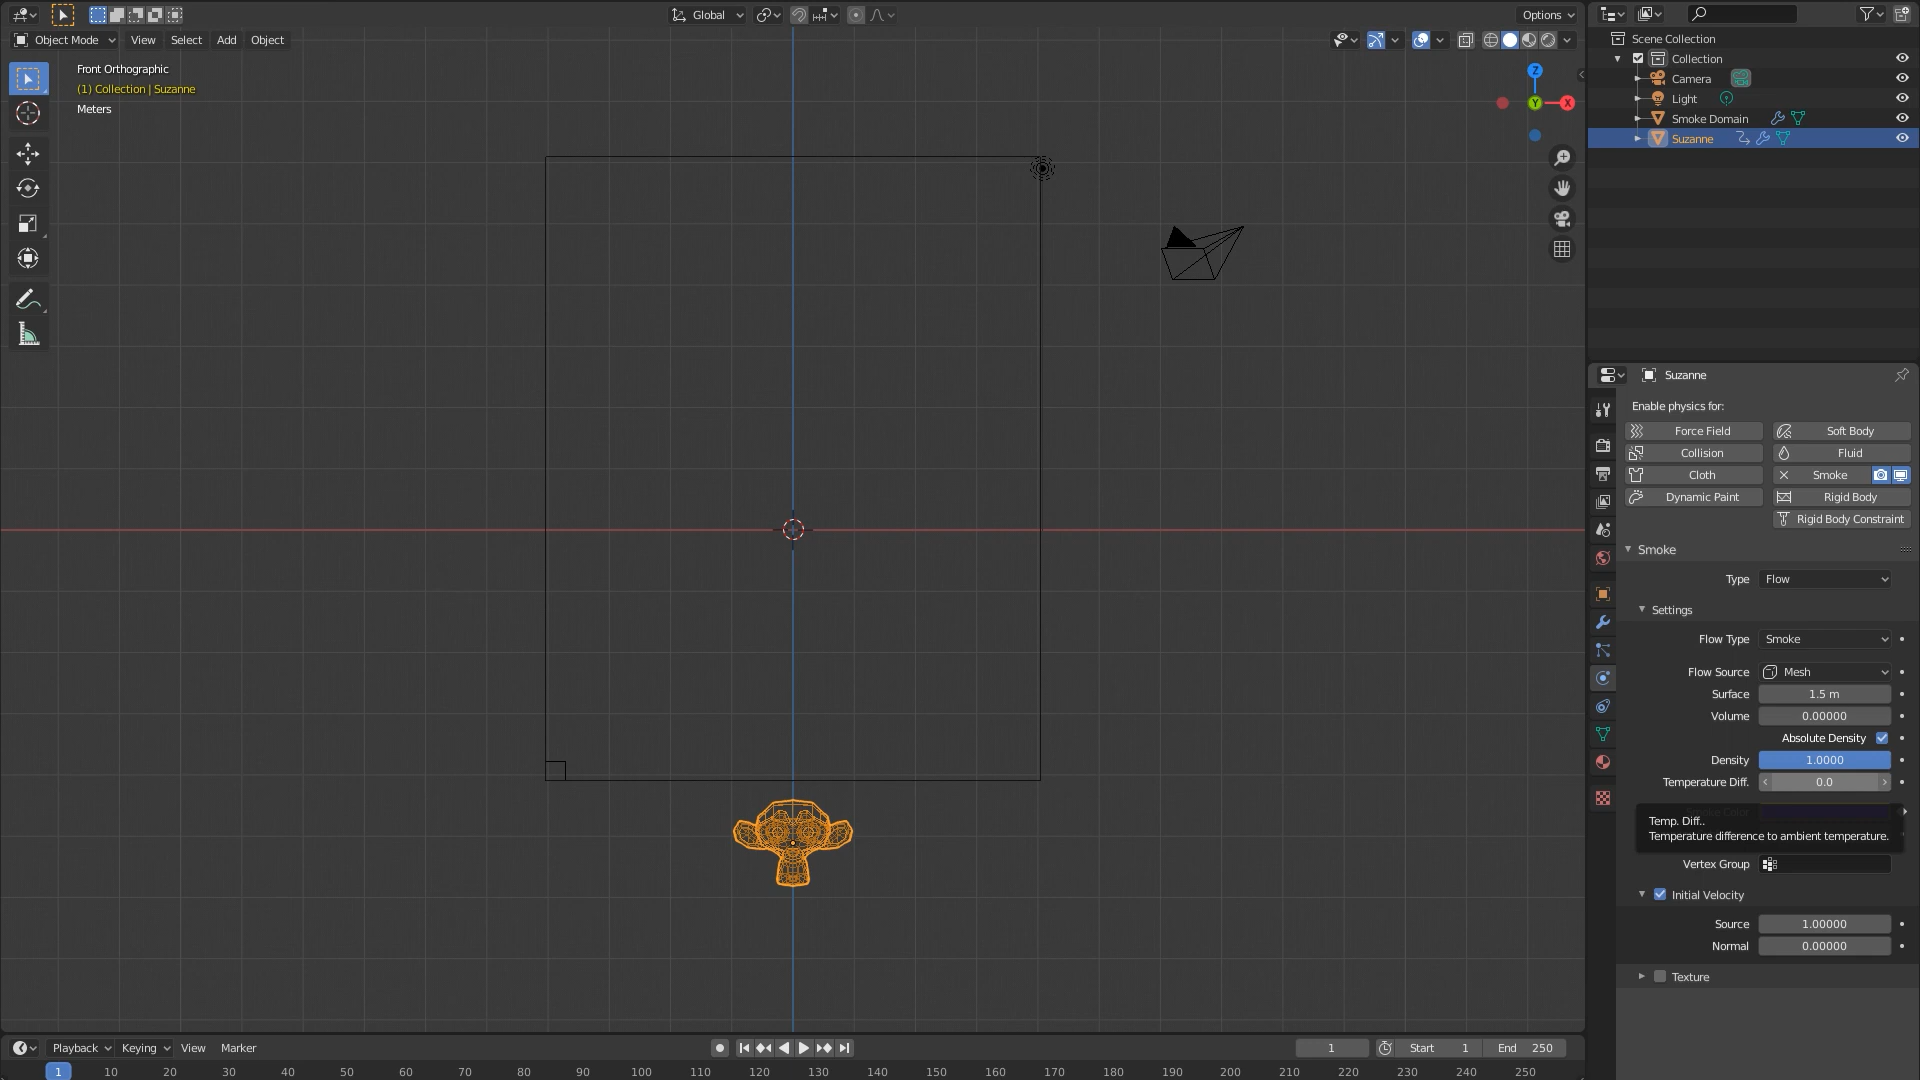 Global
Options
Object Mode
View
Select
Add
Object
Front Orthographic
(1) Collection | Suzanne
Meters
Z
Y
X
Scene Collection
Collection
Camera
Light
Smoke Domain
Suzanne
Suzanne
Enable physics for:
Force Field
Soft Body
Collision
Fluid
Cloth
Smoke
Dynamic Paint
Rigid Body
Rigid Body Constraint
Smoke
Type
Flow
Settings
Flow Type
Smoke
Flow Source
Mesh
Surface
1.5 m
Volume
0.00000
Absolute Density
Density
1.0000
Temperature Diff.
0.0
Temp. Diff..
Temperature difference to ambient temperature.
Vertex Group
Initial Velocity
Source
1.00000
Normal
0.00000
Texture
Playback
Keying
View
Marker
1
Start 1
End 250
1 10 20 30 40 50 60 70 80 90 100 110 120 130 140 150 160 170 180 190 200 210 220 230 240 250